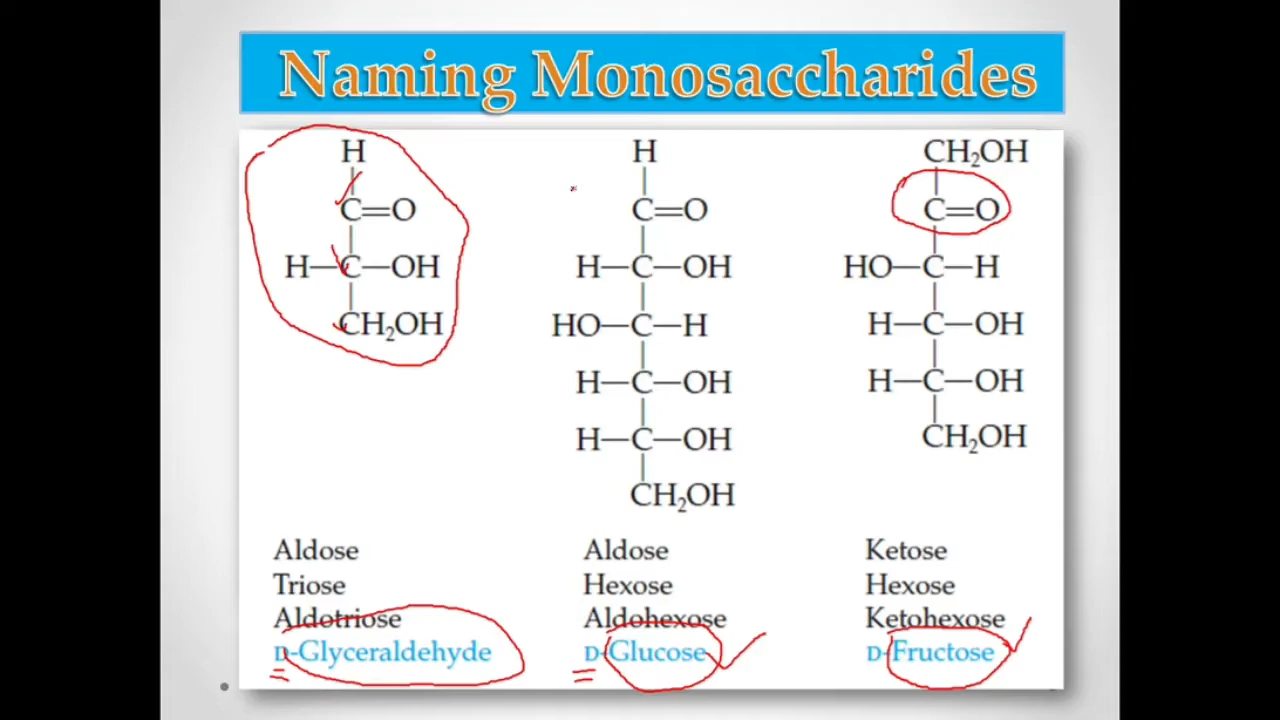 Naming Monosaccharides
H
C=O
H—C—OH
CH₂OH
Aldose
Triose
Aldotriose
D-Glyceraldehyde
H
C=O
H—C—OH
HO—C—H
H—C—OH
H—C—OH
CH₂OH
Aldose
Hexose
Aldohexose
D-Glucose
CH₂OH
C=O
HO—C—H
H—C—OH
H—C—OH
CH₂OH
Ketose
Hexose
Ketohexose
D-Fructose